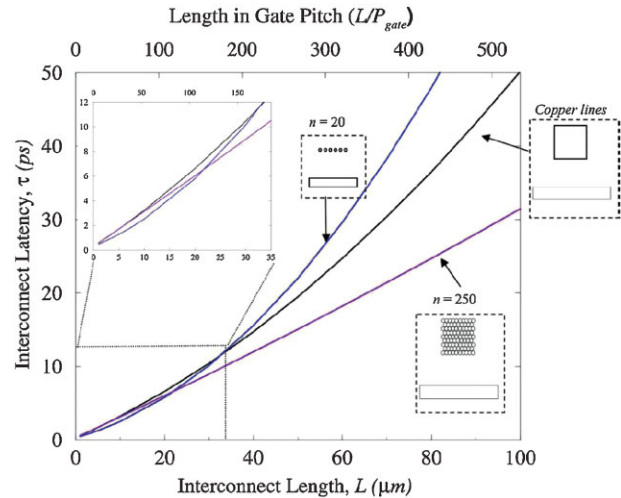 Length in Gate Pitch (L/P_gate)
0 100 200 300 400 500
50
40
30
20
10
0
Interconnect Latency, τ (ps)
0 50 100 150
12
10
8
6
4
2
0
0 5 10 15 20 25 30 35
n = 20
Copper lines
n = 250
0 20 40 60 80 100
Interconnect Length, L (μm)